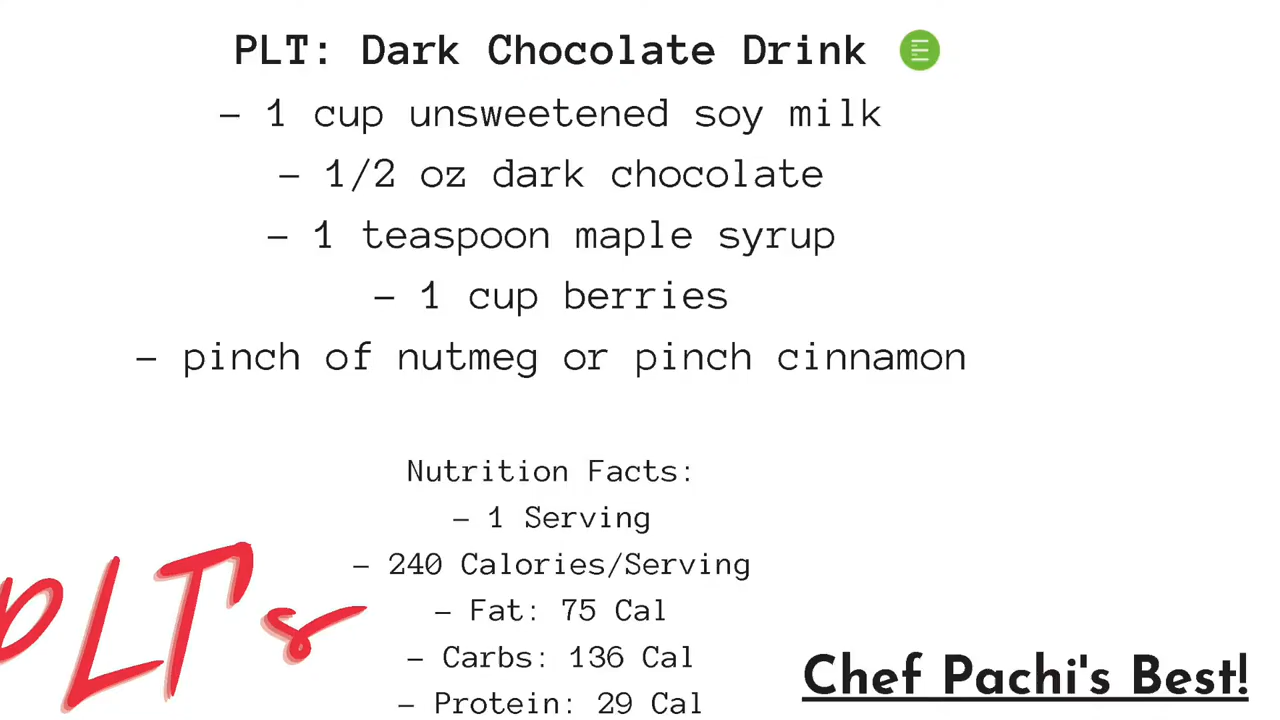 PLT: Dark Chocolate Drink
– 1 cup unsweetened soy milk
– 1/2 oz dark chocolate
– 1 teaspoon maple syrup
– 1 cup berries
– pinch of nutmeg or pinch cinnamon
Nutrition Facts:
– 1 Serving
– 240 Calories/Serving
– Fat: 75 Cal
– Carbs: 136 Cal
– Protein: 29 Cal
PLT's
Chef Pachi's Best!